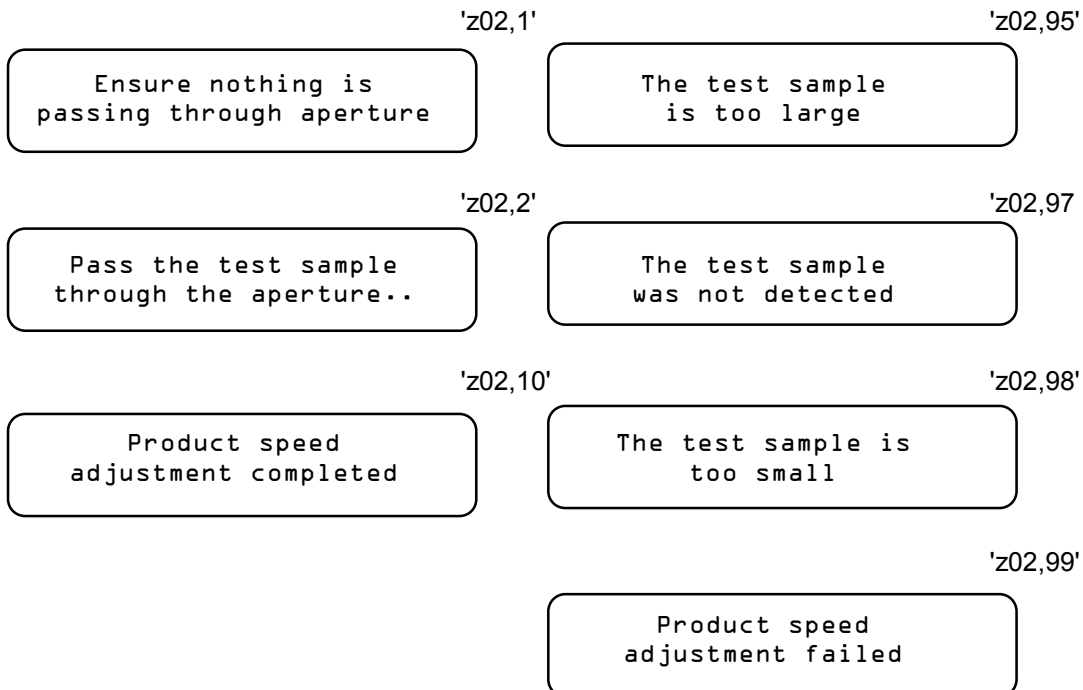 'z02,1'
Ensure nothing is
passing through aperture
'z02,95'
The test sample
is too large
'z02,2'
Pass the test sample
through the aperture..
'z02,97
The test sample
was not detected
'z02,10'
Product speed
adjustment completed
'z02,98'
The test sample is
too small
'z02,99'
Product speed
adjustment failed